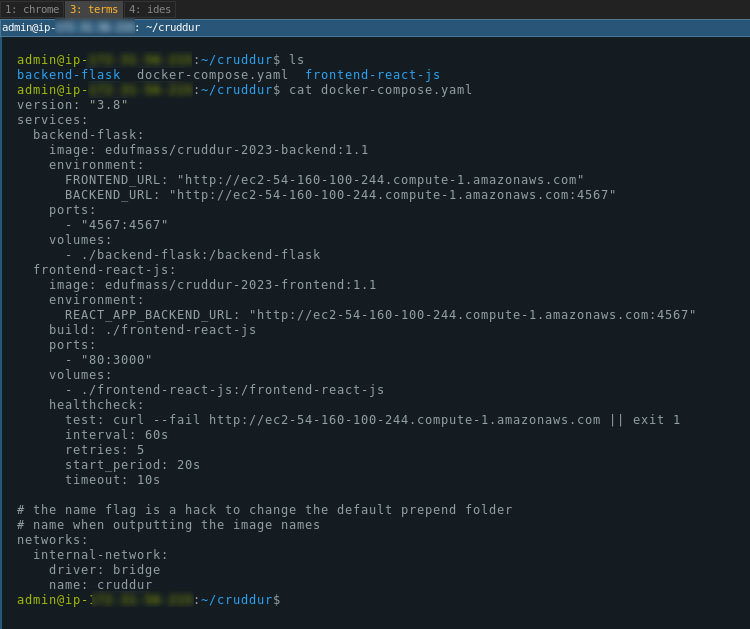 1: chrome 3: terms 4: ides
admin@ip- : ~/cruddur
admin@ip- :~/cruddur$ ls
backend-flask  docker-compose.yaml  frontend-react-js
admin@ip- :~/cruddur$ cat docker-compose.yaml
version: "3.8"
services:
  backend-flask:
    image: edufmass/cruddur-2023-backend:1.1
    environment:
      FRONTEND_URL: "http://ec2-54-160-100-244.compute-1.amazonaws.com"
      BACKEND_URL: "http://ec2-54-160-100-244.compute-1.amazonaws.com:4567"
    ports:
      - "4567:4567"
    volumes:
      - ./backend-flask:/backend-flask
  frontend-react-js:
    image: edufmass/cruddur-2023-frontend:1.1
    environment:
      REACT_APP_BACKEND_URL: "http://ec2-54-160-100-244.compute-1.amazonaws.com:4567"
    build: ./frontend-react-js
    ports:
      - "80:3000"
    volumes:
      - ./frontend-react-js:/frontend-react-js
    healthcheck:
      test: curl --fail http://ec2-54-160-100-244.compute-1.amazonaws.com || exit 1
      interval: 60s
      retries: 5
      start_period: 20s
      timeout: 10s
# the name flag is a hack to change the default prepend folder
# name when outputting the image names
networks:
  internal-network:
    driver: bridge
    name: cruddur
admin@ip- :~/cruddur$